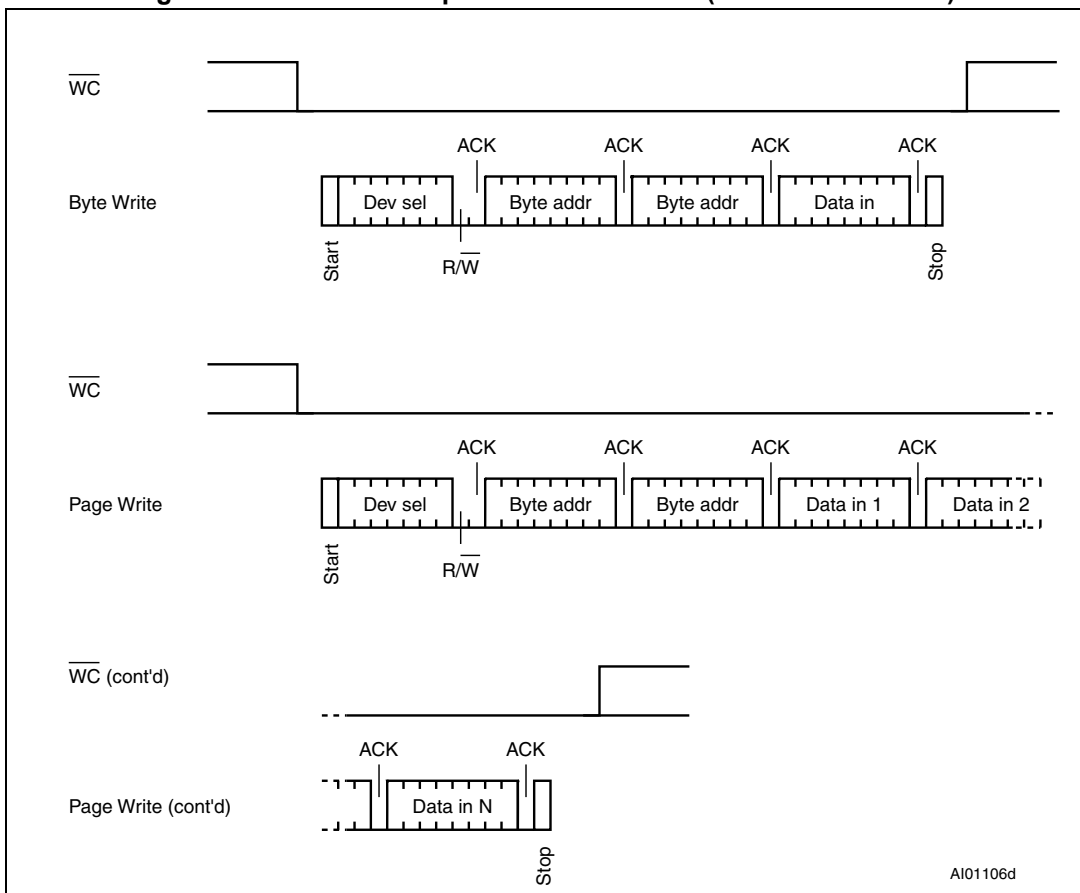 WC
ACK ACK ACK ACK
Byte Write
Dev sel Byte addr Byte addr Data in
Start R/W Stop
WC
ACK ACK ACK ACK
Page Write
Dev sel Byte addr Byte addr Data in 1 Data in 2
Start R/W
WC (cont'd)
ACK ACK
Page Write (cont'd)
Data in N
Stop
AI01106d